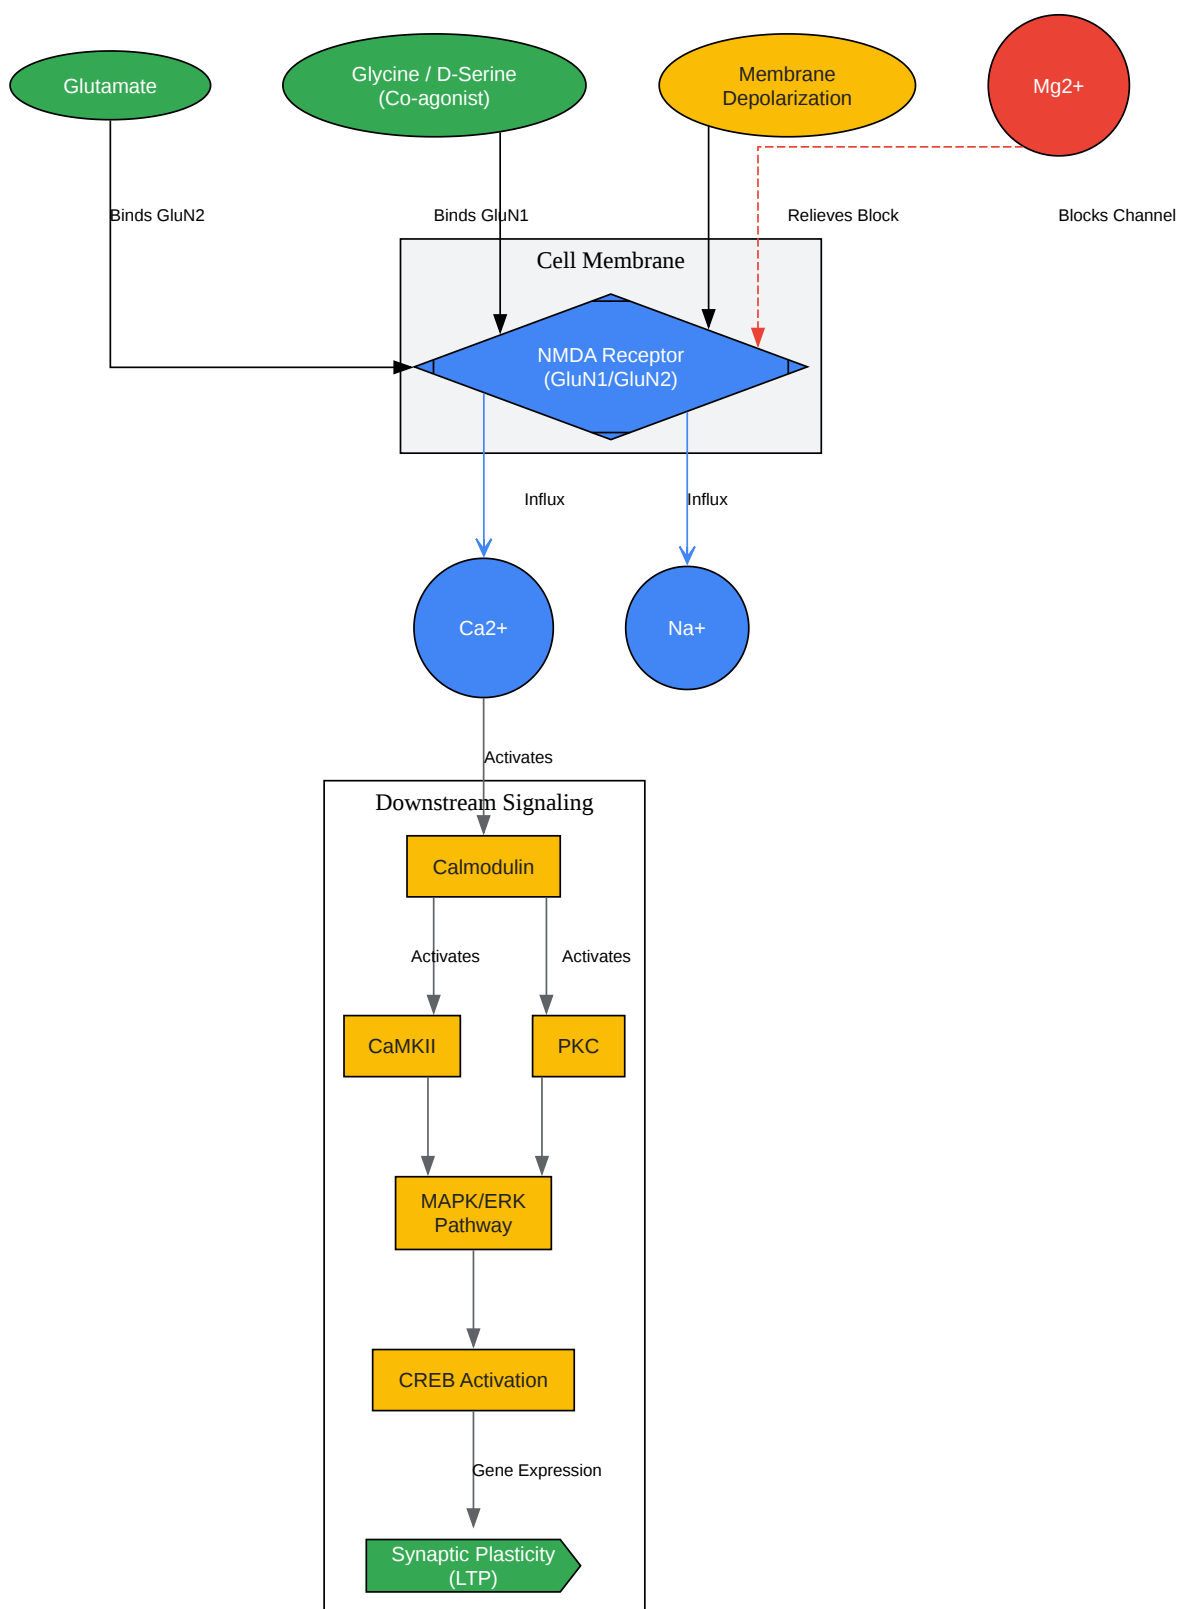 Glutamate
Glycine / D-Serine
(Co-agonist)
Membrane
Depolarization
Mg2+
Binds GluN2
Binds GluN1
Relieves Block
Blocks Channel
Cell Membrane
NMDA Receptor
(GluN1/GluN2)
Influx
Influx
Ca2+
Na+
Activates
Downstream Signaling
Calmodulin
Activates
Activates
CaMKII
PKC
MAPK/ERK
Pathway
CREB Activation
Gene Expression
Synaptic Plasticity
(LTP)